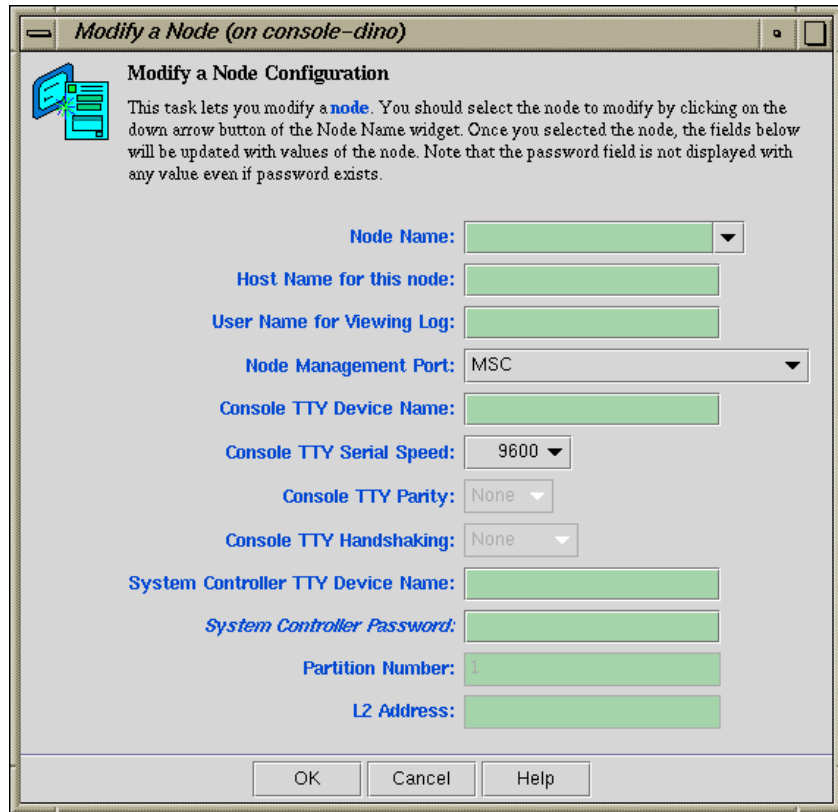 Modify a Node (on console-dino)
Modify a Node Configuration
This task lets you modify a node. You should select the node to modify by clicking on the
down arrow button of the Node Name widget. Once you selected the node, the fields below
will be updated with values of the node. Note that the password field is not displayed with
any value even if password exists.
Node Name:
Host Name for this node:
User Name for Viewing Log:
Node Management Port: MSC
Console TTY Device Name:
Console TTY Serial Speed: 9600
Console TTY Parity: None
Console TTY Handshaking: None
System Controller TTY Device Name:
System Controller Password:
Partition Number: 1
L2 Address:
OK Cancel Help